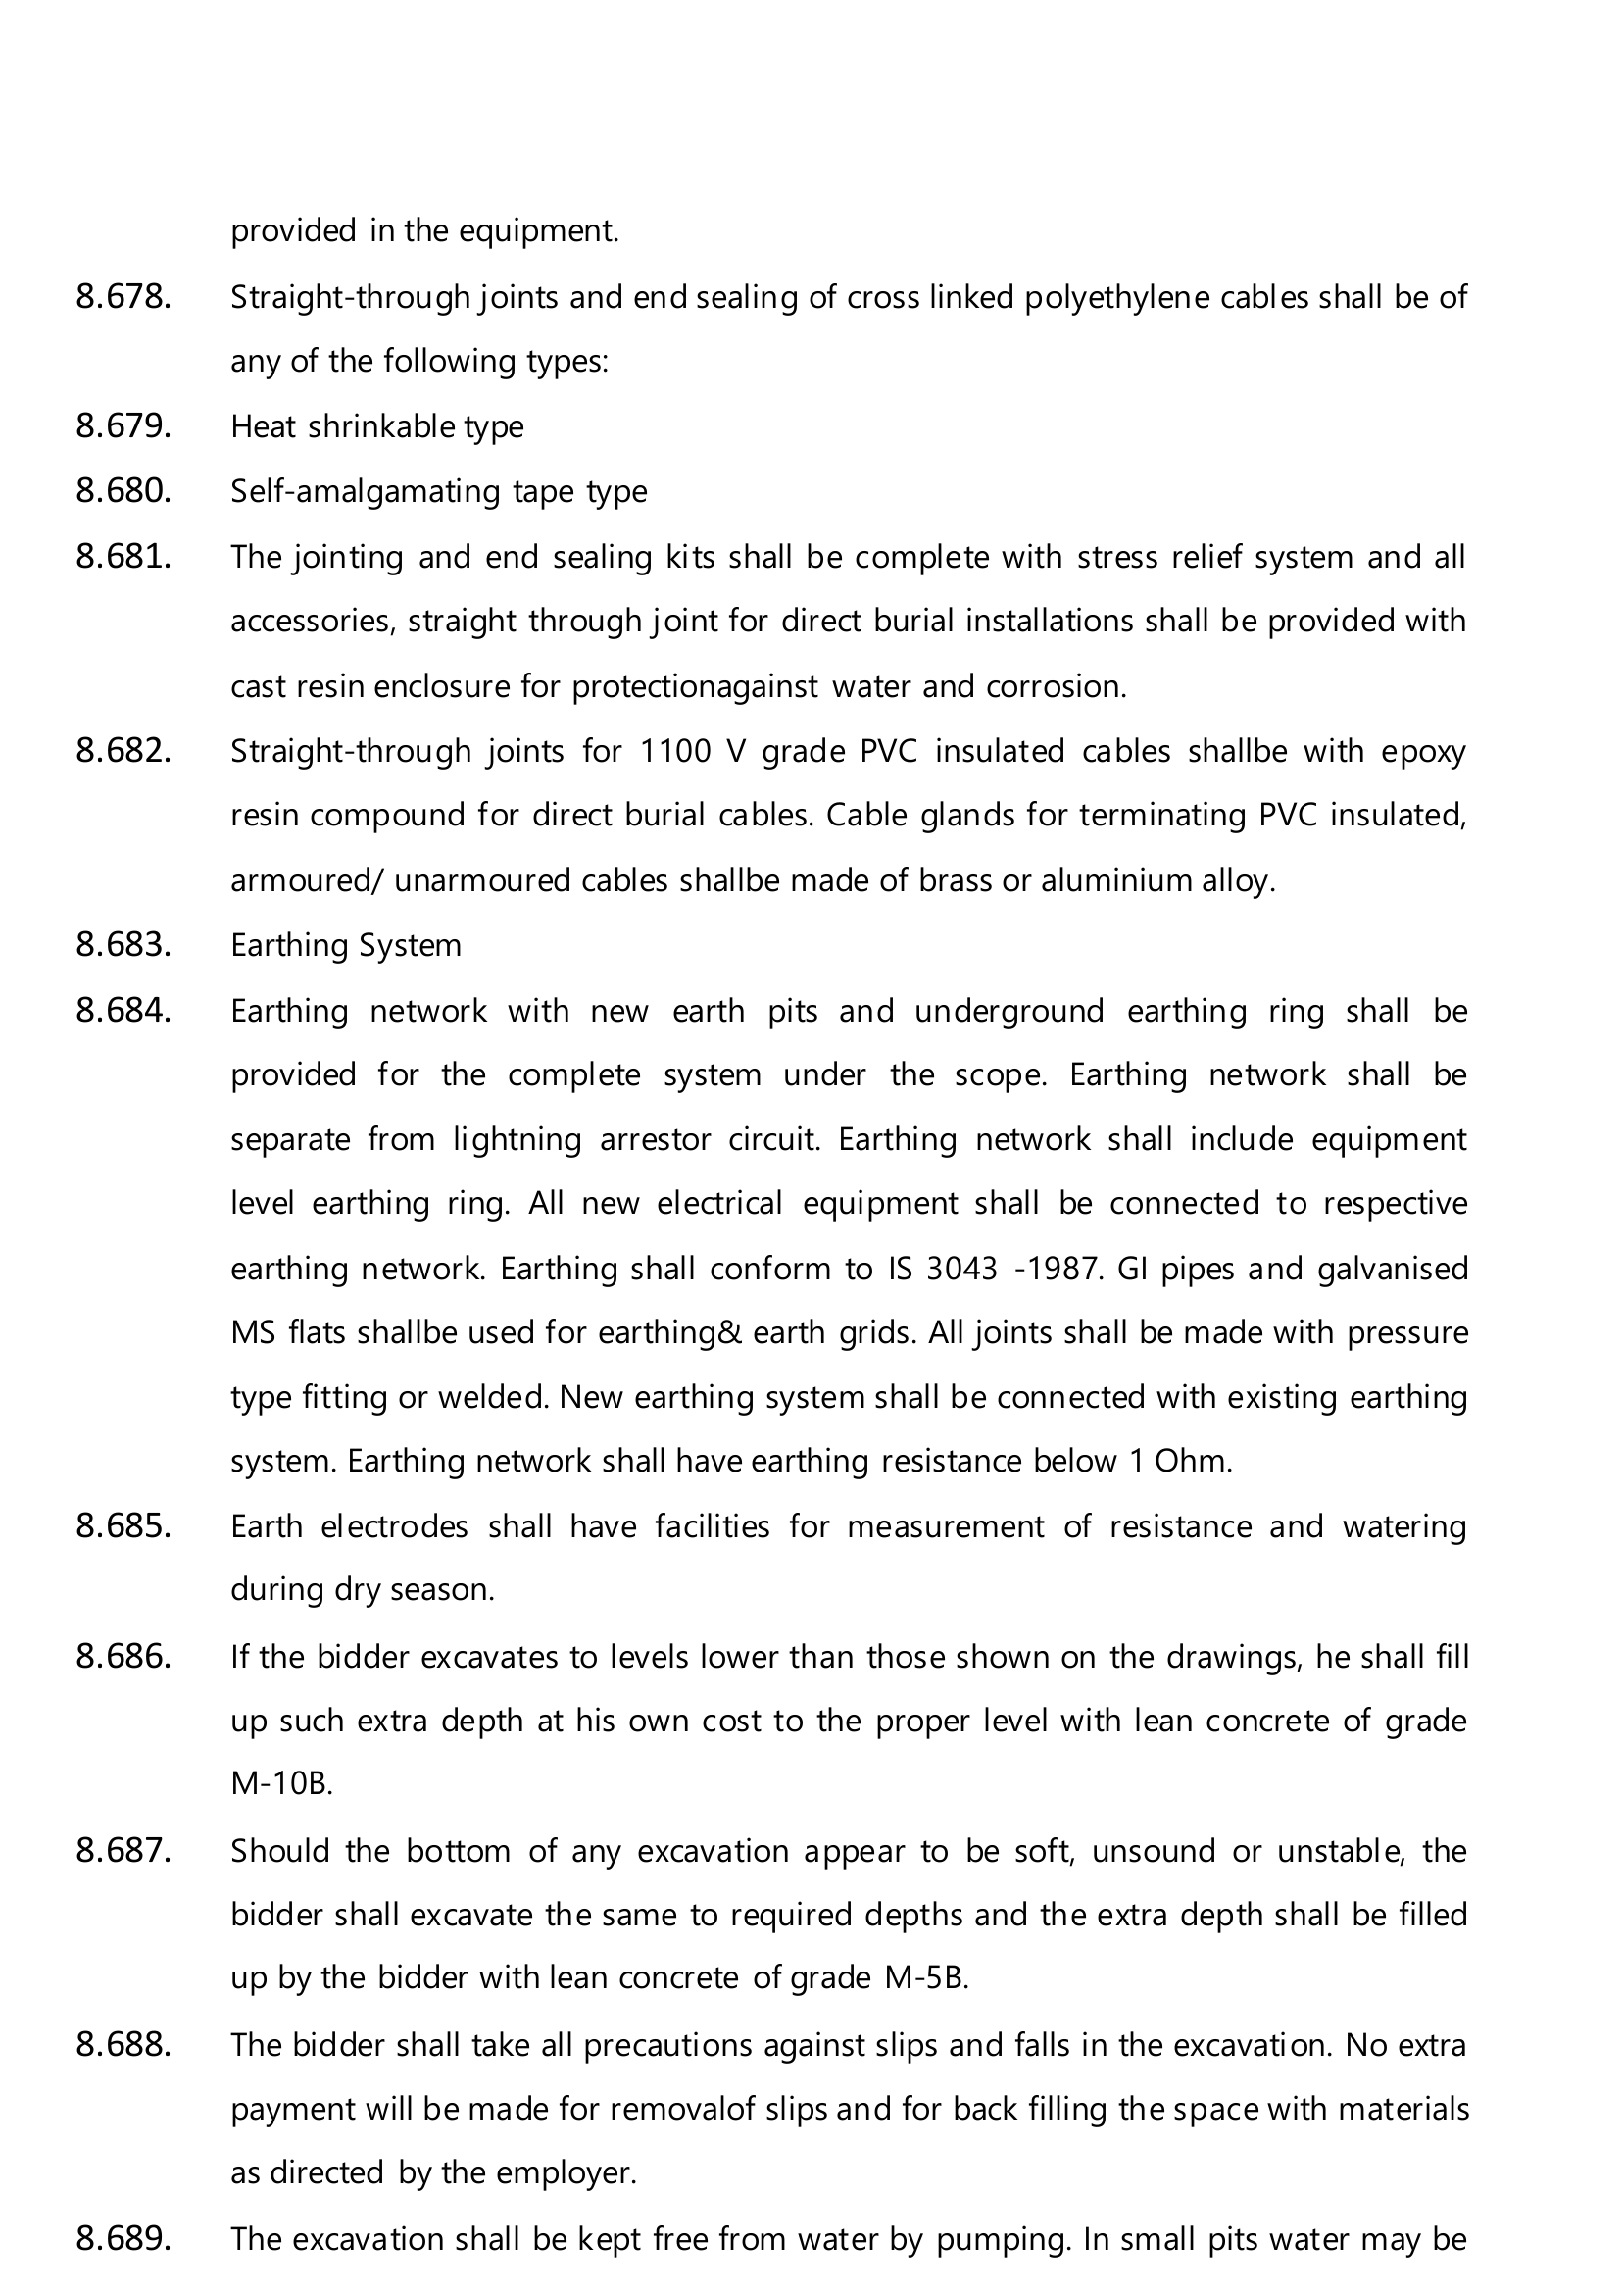 provided in the equipment.
8.678. Straight-through joints and end sealing of cross linked polyethylene cables shall be of
any of the following types:
8.679. Heat shrinkable type
8.680. Self-amalgamating tape type
8.681. The jointing and end sealing kits shall be complete with stress relief system and all
accessories, straight through joint for direct burial installations shall be provided with
cast resin enclosure for protectionagainst water and corrosion.
8.682. Straight-through joints for 1100 V grade PVC insulated cables shallbe with epoxy
resin compound for direct burial cables. Cable glands for terminating PVC insulated,
armoured/ unarmoured cables shallbe made of brass or aluminium alloy.
8.683. Earthing System
8.684. Earthing network with new earth pits and underground earthing ring shall be
provided for the complete system under the scope. Earthing network shall be
separate from lightning arrestor circuit. Earthing network shall include equipment
level earthing ring. All new electrical equipment shall be connected to respective
earthing network. Earthing shall conform to IS 3043 -1987. GI pipes and galvanised
MS flats shallbe used for earthing& earth grids. All joints shall be made with pressure
type fitting or welded. New earthing system shall be connected with existing earthing
system. Earthing network shall have earthing resistance below 1 Ohm.
8.685. Earth electrodes shall have facilities for measurement of resistance and watering
during dry season.
8.686. If the bidder excavates to levels lower than those shown on the drawings, he shall fill
up such extra depth at his own cost to the proper level with lean concrete of grade
M-10B.
8.687. Should the bottom of any excavation appear to be soft, unsound or unstable, the
bidder shall excavate the same to required depths and the extra depth shall be filled
up by the bidder with lean concrete of grade M-5B.
8.688. The bidder shall take all precautions against slips and falls in the excavation. No extra
payment will be made for removalof slips and for back filling the space with materials
as directed by the employer.
8.689. The excavation shall be kept free from water by pumping. In small pits water may be